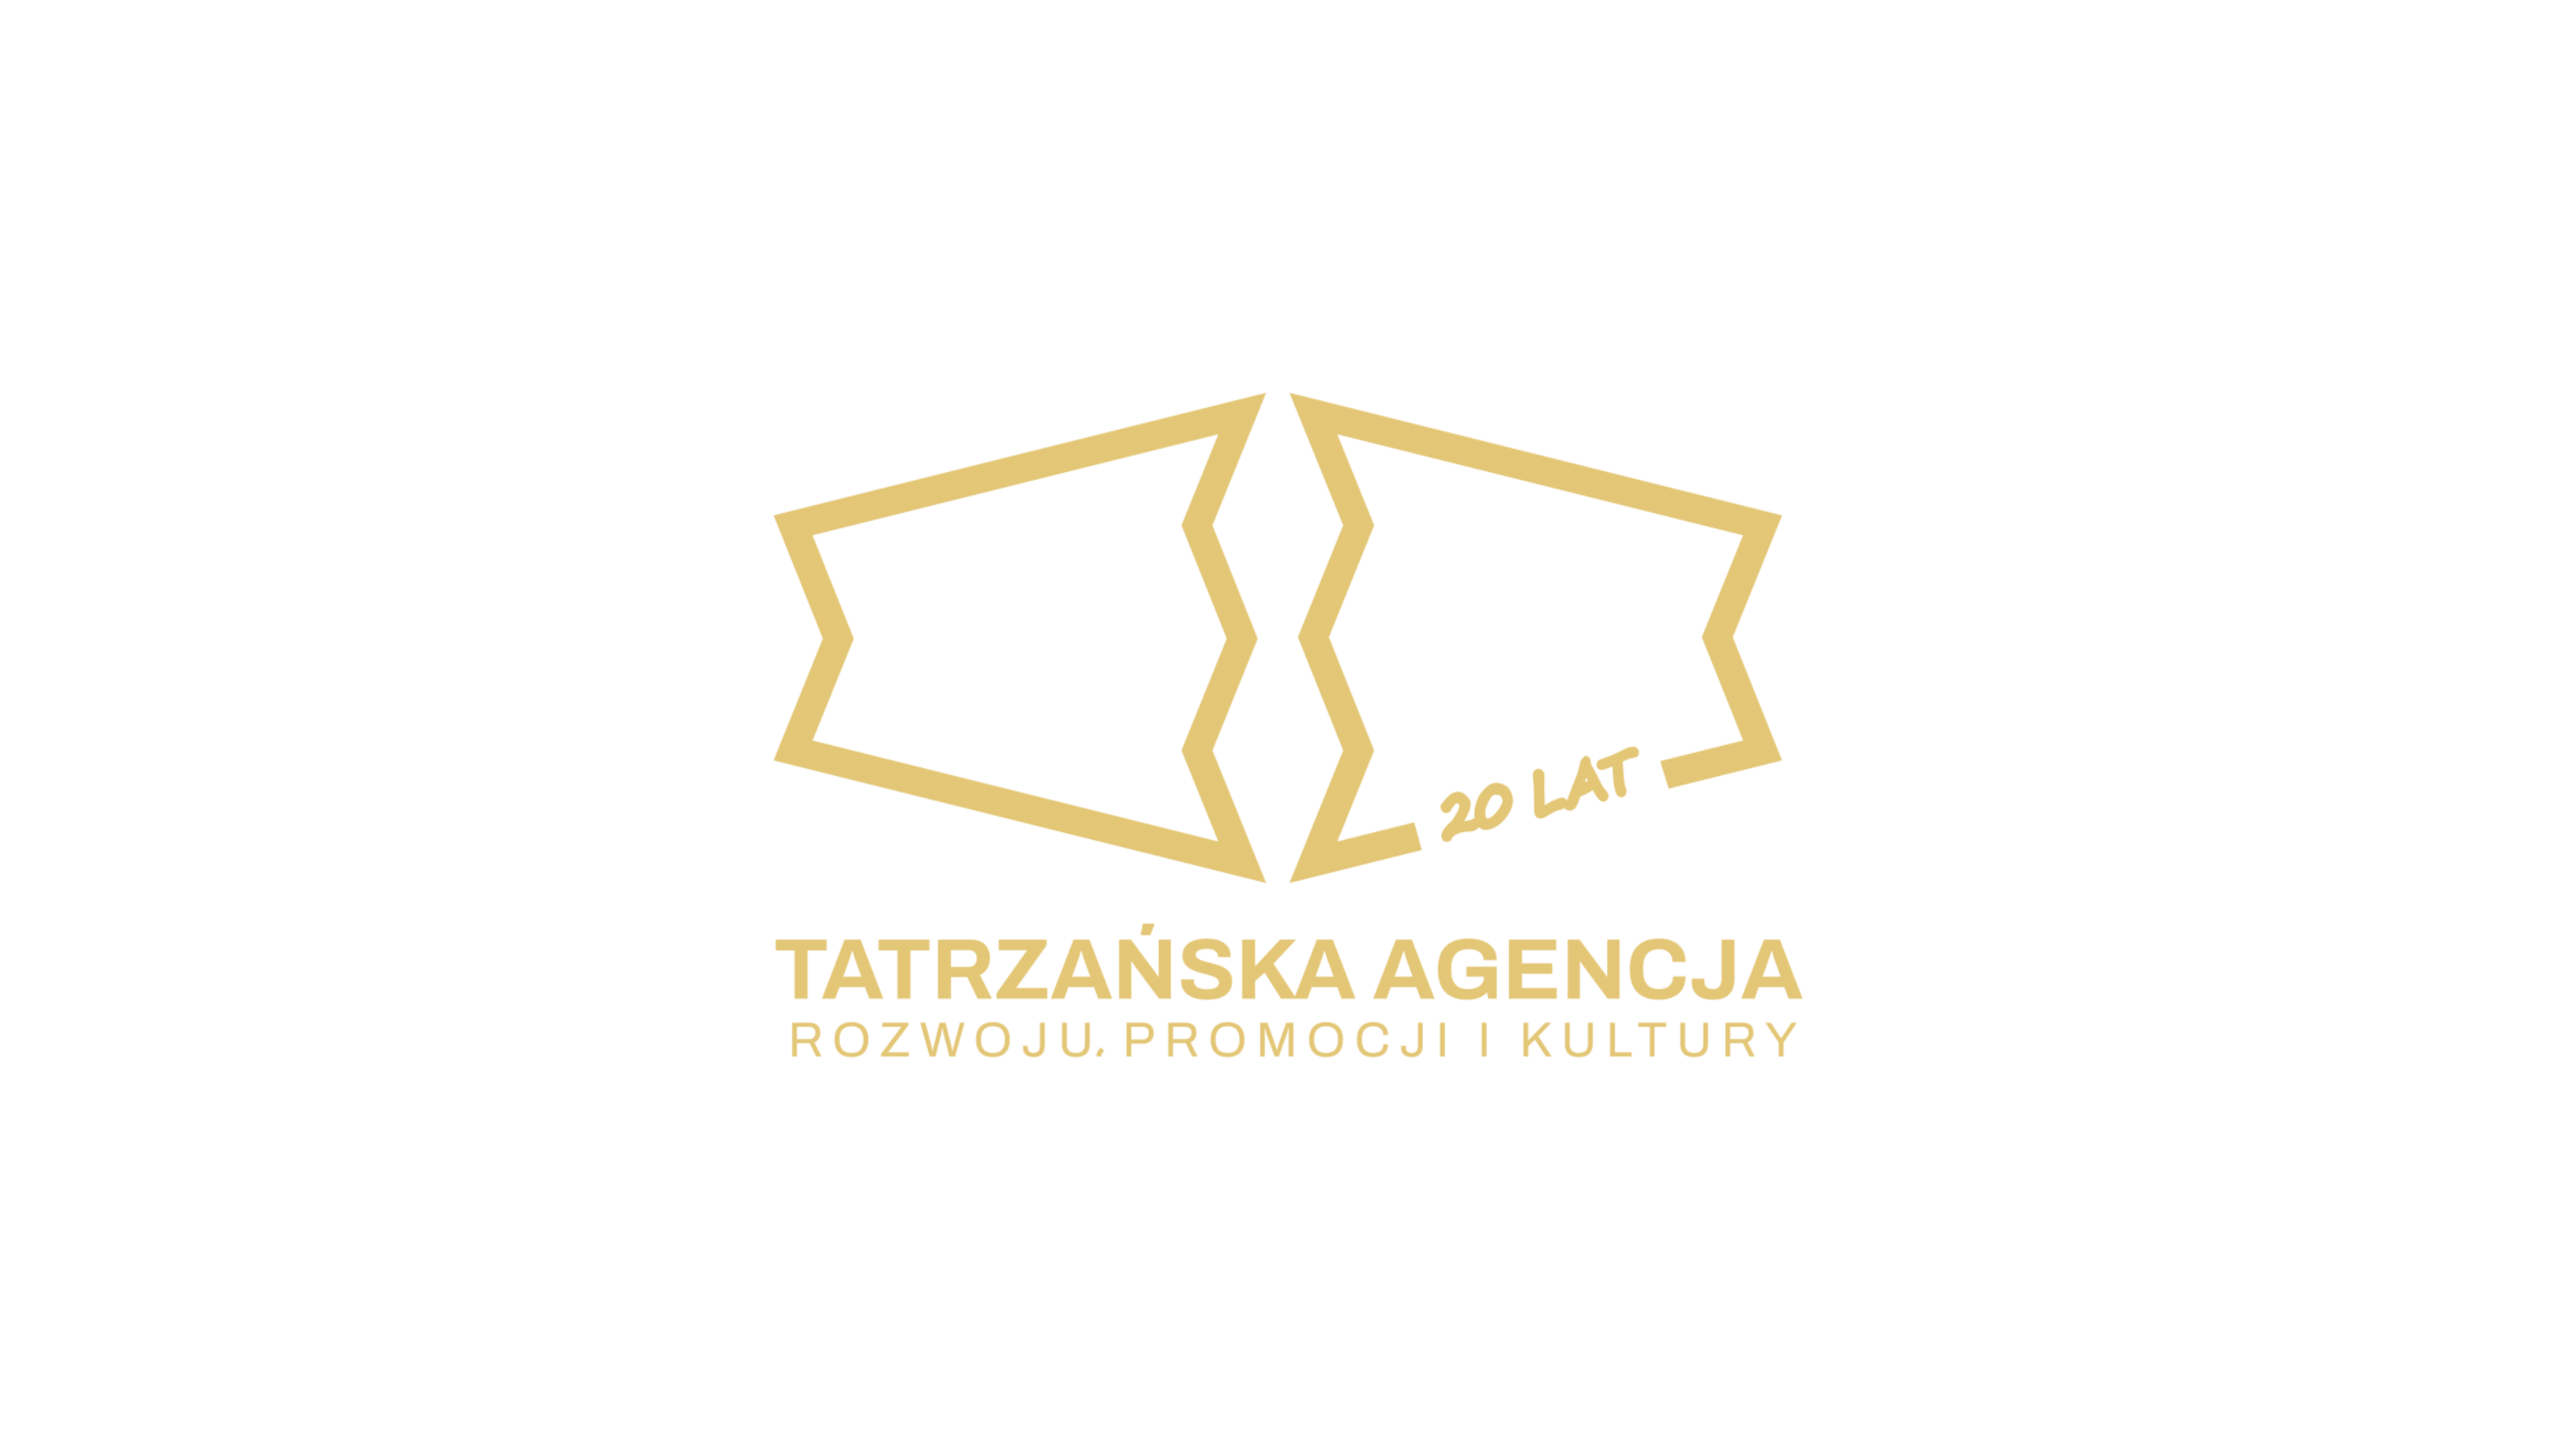 20 LAT
TATRZAŃSKA AGENCJA
ROZWOJU, PROMOCJI I KULTURY